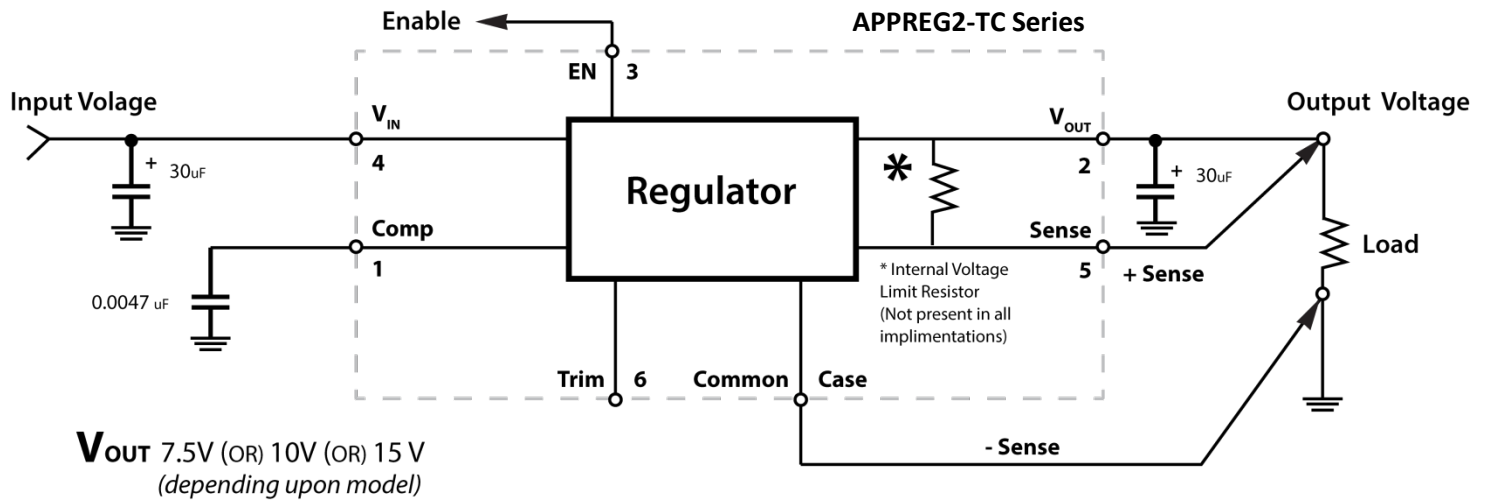 Enable
APPREG2-TC Series
EN 3
Input Volage
VIN
VOUT
Output Voltage
4
2
+ 30uF
*
+ 30uF
Regulator
Comp
Sense
1
5
+ Sense
Load
0.0047 uF
* Internal Voltage
Limit Resistor
(Not present in all
implimentations)
Trim 6 Common Case
- Sense
VOUT 7.5V (OR) 10V (OR) 15 V
(depending upon model)